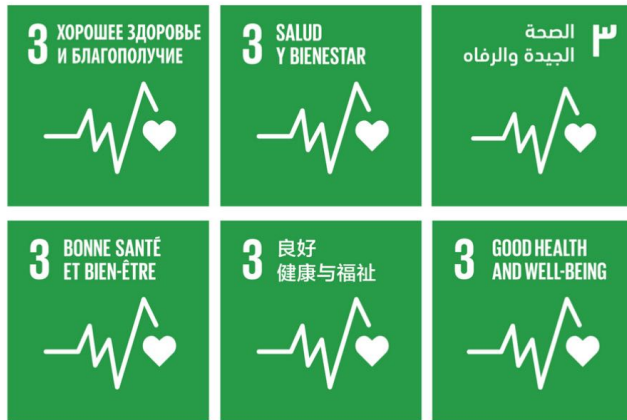 3 ХОРОШЕЕ ЗДОРОВЬЕ
И БЛАГОПОЛУЧИЕ
3 SALUD
Y BIENESTAR
٣ الصحة
الجيدة والرفاه
3 BONNE SANTÉ
ET BIEN-ÊTRE
3 良好
健康与福祉
3 GOOD HEALTH
AND WELL-BEING